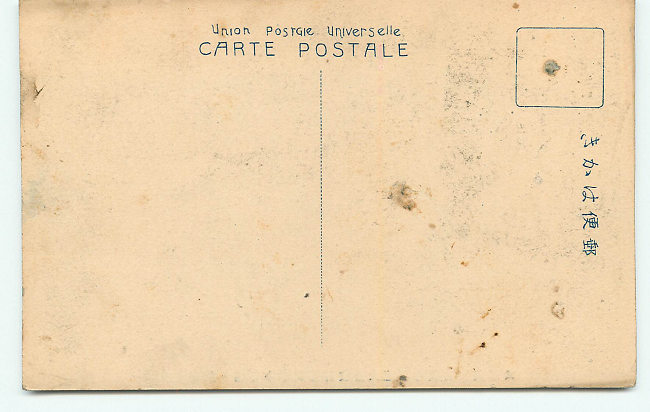 Union Postale Universelle.
CARTE POSTALE
郵便はかき